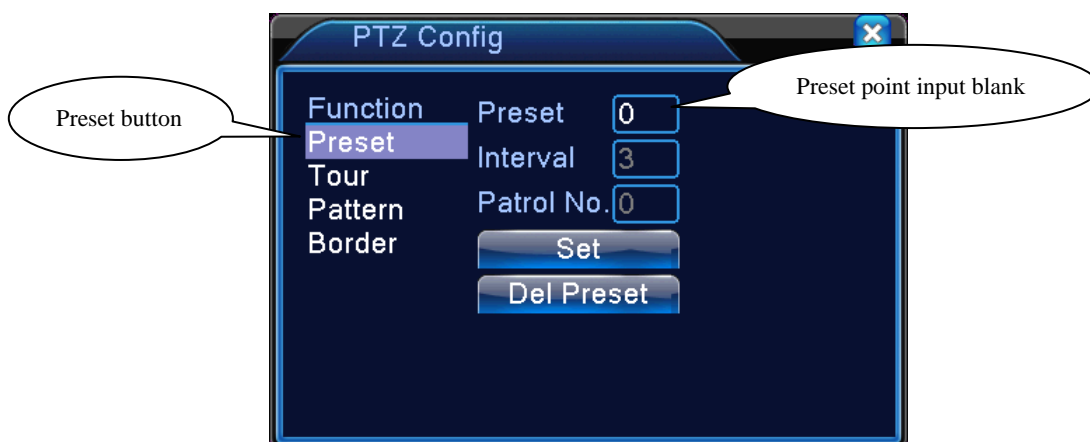 PTZ Config
Preset button
Preset point input blank
Function
Preset
Tour
Pattern
Border
Preset 0
Interval 3
Patrol No. 0
Set
Del Preset